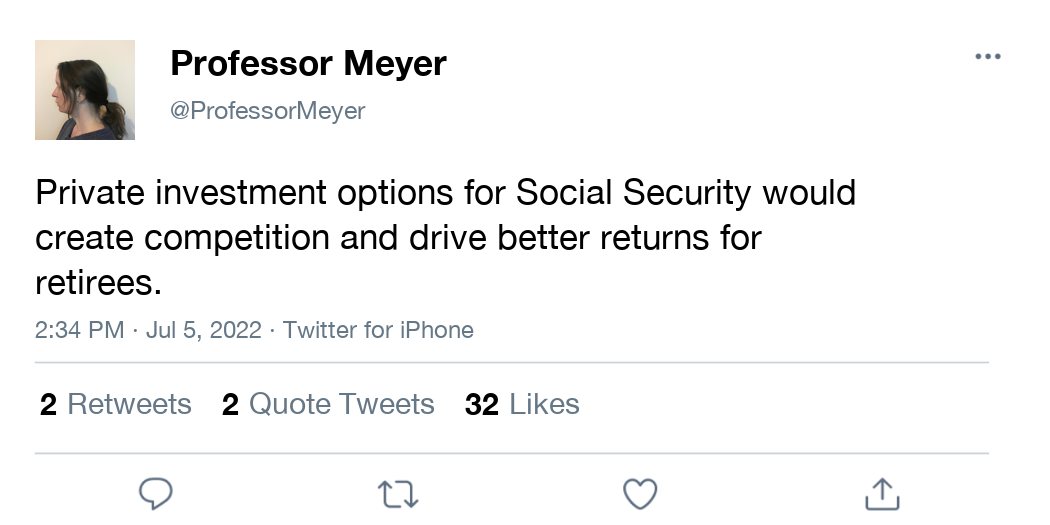 Professor Meyer
@ProfessorMeyer
Private investment options for Social Security would
create competition and drive better returns for
retirees.
2:34 PM · Jul 5, 2022 · Twitter for iPhone
2 Retweets 2 Quote Tweets 32 Likes